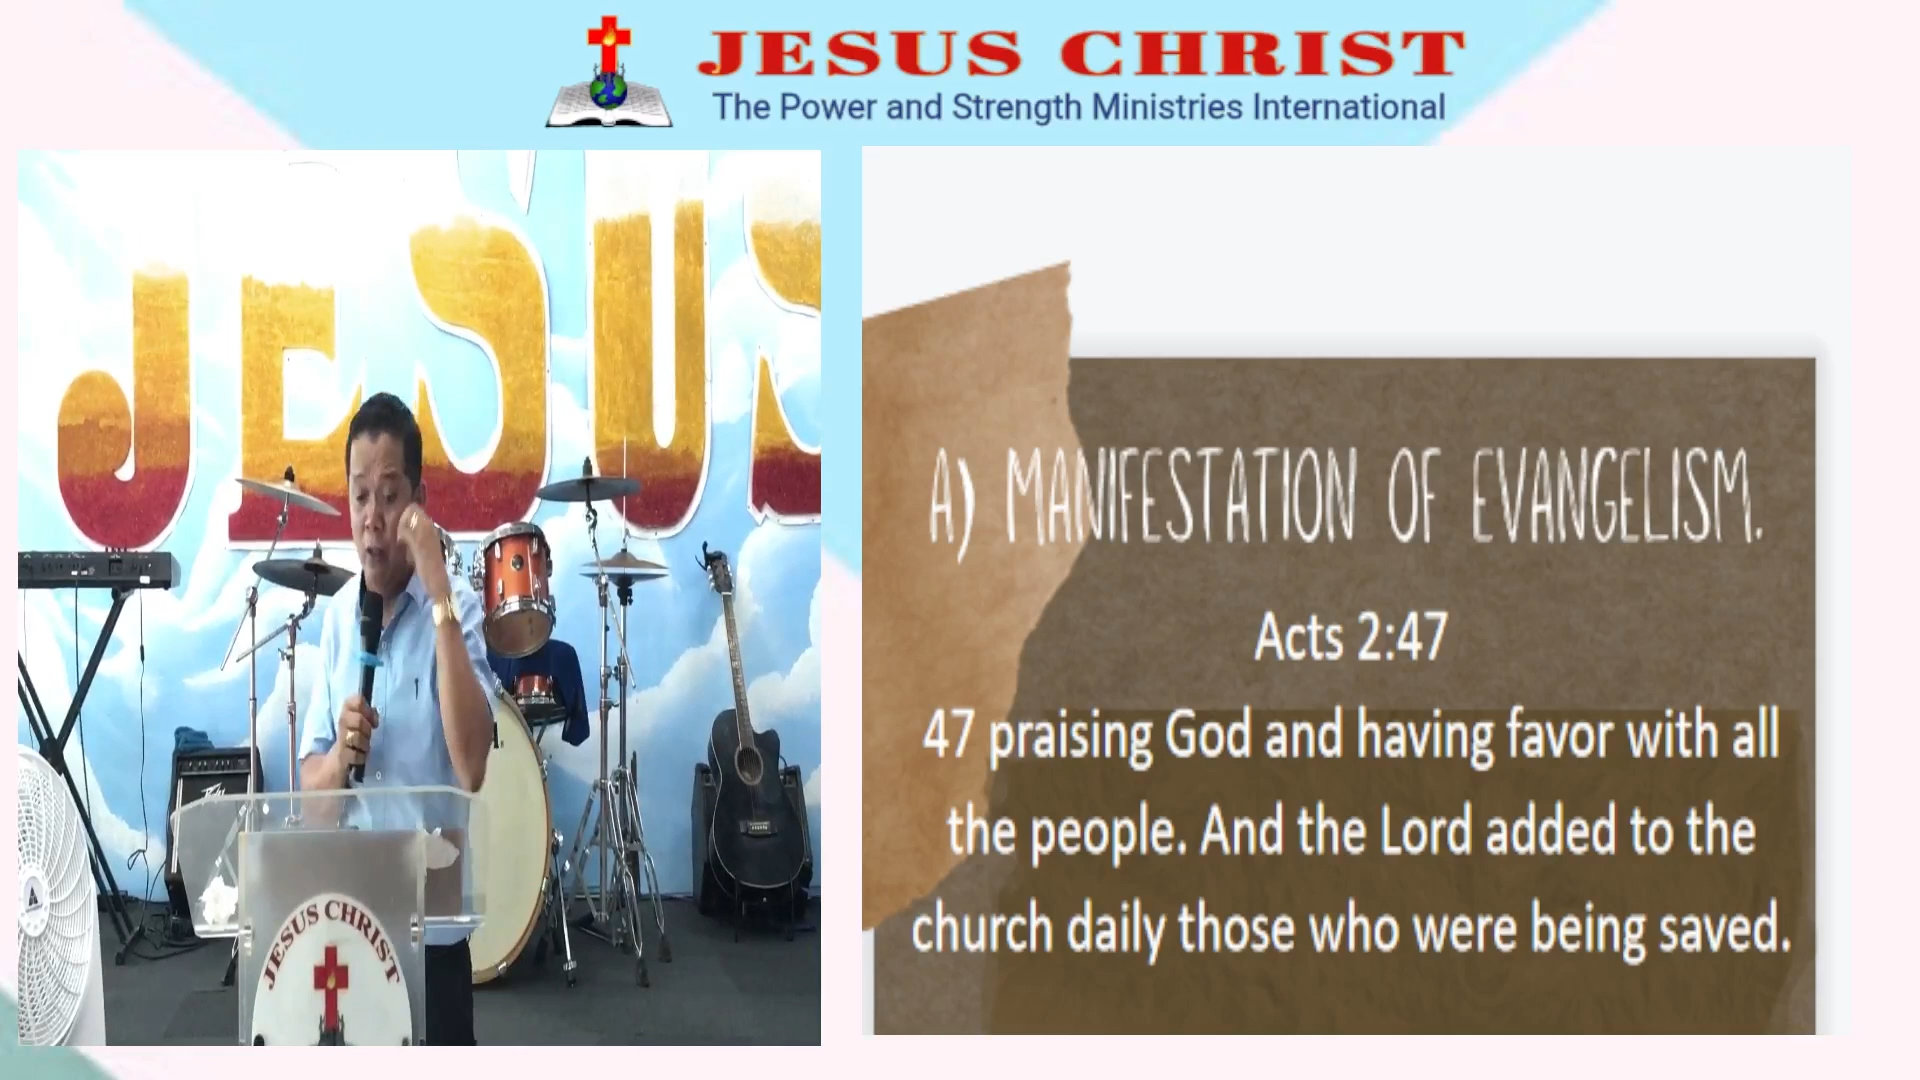 JESUS CHRIST
The Power and Strength Ministries International
JESUS
JESUS CHRIST
A) MANIFESTATION OF EVANGELISM.
Acts 2:47
47 praising God and having favor with all
the people. And the Lord added to the
church daily those who were being saved.